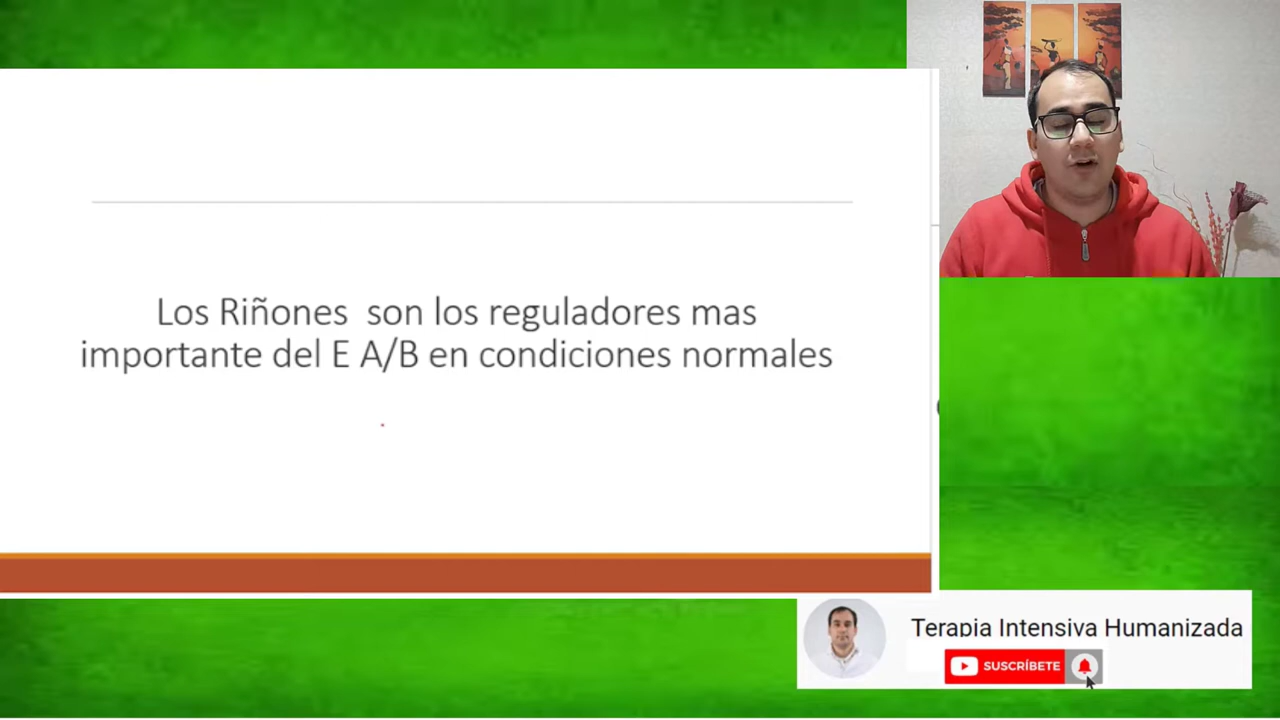 Los Riñones son los reguladores mas
importante del E A/B en condiciones normales
Terapia Intensiva Humanizada
SUSCRÍBETE